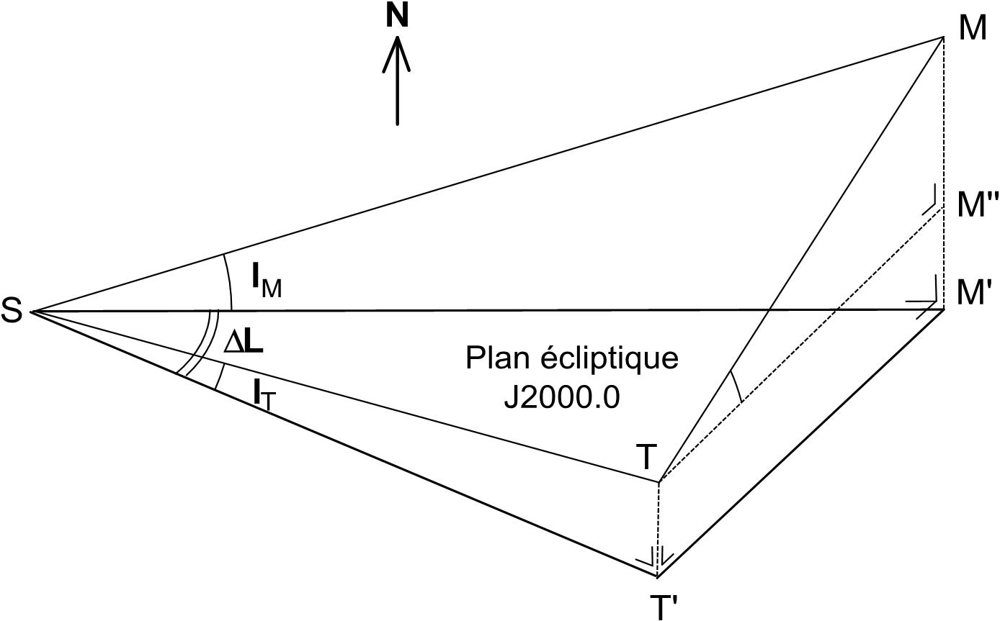 N
M
M"
I_M
M'
S
ΔL
Plan écliptique
J2000.0
I_T
T
T'